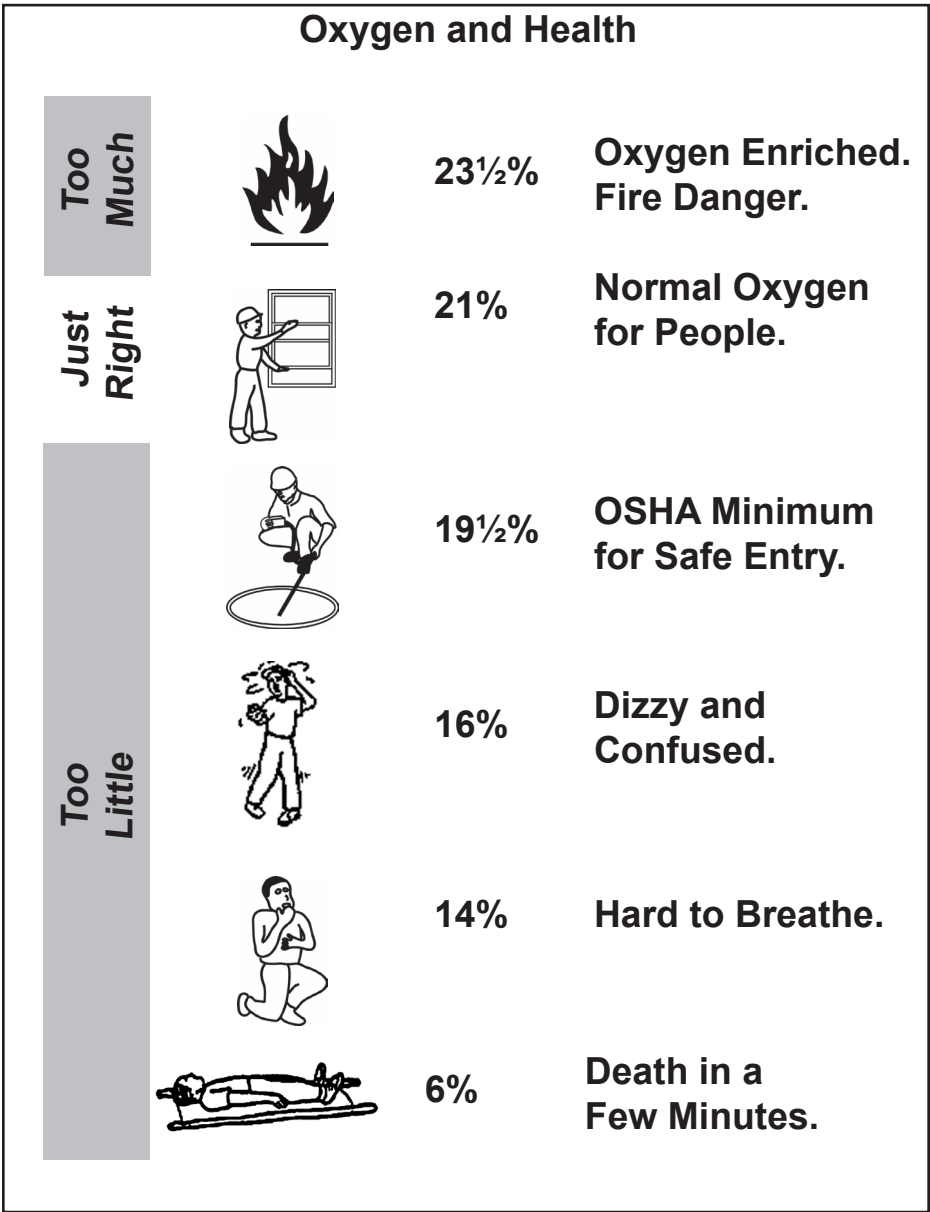 Oxygen and Health
Too
Much
23½%
Oxygen Enriched.
Fire Danger.
Just
Right
21%
Normal Oxygen
for People.
Too
Little
19½%
OSHA Minimum
for Safe Entry.
16%
Dizzy and
Confused.
14%
Hard to Breathe.
6%
Death in a
Few Minutes.